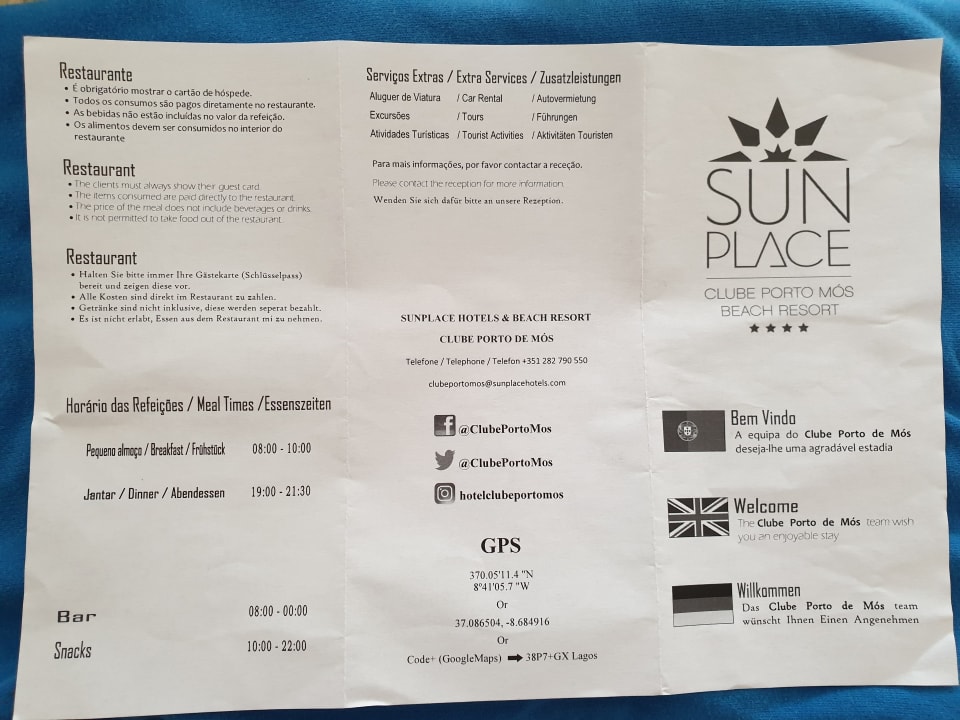 Restaurante
• É obrigatório mostrar o cartão de hóspede.
• Todos os consumos são pagos diretamente no restaurante.
• As bebidas não estão incluídas no valor da refeição.
• Os alimentos devem ser consumidos no interior do
restaurante
Restaurant
• The clients must always show their guest card
• The items consumed are paid directly to the restaurant.
• The price of the meal does not include beverages or drinks.
• It is not permitted to take food out of the restaurant.
Restaurant
• Halten Sie bitte immer Ihre Gästekarte (Schlüsselpass)
bereit und zeigen diese vor.
• Alle Kosten sind direkt im Restaurant zu zahlen.
• Getränke sind nicht inklusive, diese werden seperat bezahlt.
• Es ist nicht erlabt, Essen aus dem Restaurant mi zu nehmen.
Horário das Refeições / Meal Times /Essenszeiten
Pequeno almoço / Breakfast / Frühstück 08:00 - 10:00
Jantar / Dinner / Abendessen 19:00 - 21:30
Bar 08:00 - 00:00
Snacks 10:00 - 22:00
Serviços Extras / Extra Services / Zusatzleistungen
Aluguer de Viatura / Car Rental / Autovermietung
Excursões / Tours / Führungen
Atividades Turísticas / Tourist Activities / Aktivitäten Touristen
Para mais informações, por favor contactar a receção.
Please contact the reception for more information.
Wenden Sie sich dafür bitte an unsere Rezeption.
SUNPLACE HOTELS & BEACH RESORT
CLUBE PORTO DE MÓS
Telefone / Telephone / Telefon +351 282 790 550
clubeportomos@sunplacehotels.com
@ClubePortoMos
@ClubePortoMos
hotelclubeportomos
GPS
370.05'11.4 "N
8°41'05.7 "W
Or
37.086504, -8.684916
Or
Code+ (GoogleMaps) ➡ 38P7+GX Lagos
SUN
PLACE
CLUBE PORTO MÓS
BEACH RESORT
★★★★
Bem Vindo
A equipa do Clube Porto de Mós
deseja-lhe uma agradável estadia
Welcome
The Clube Porto de Mós team wish
you an enjoyable stay
Willkommen
Das Clube Porto de Mós team
wünscht Ihnen Einen Angenehmen